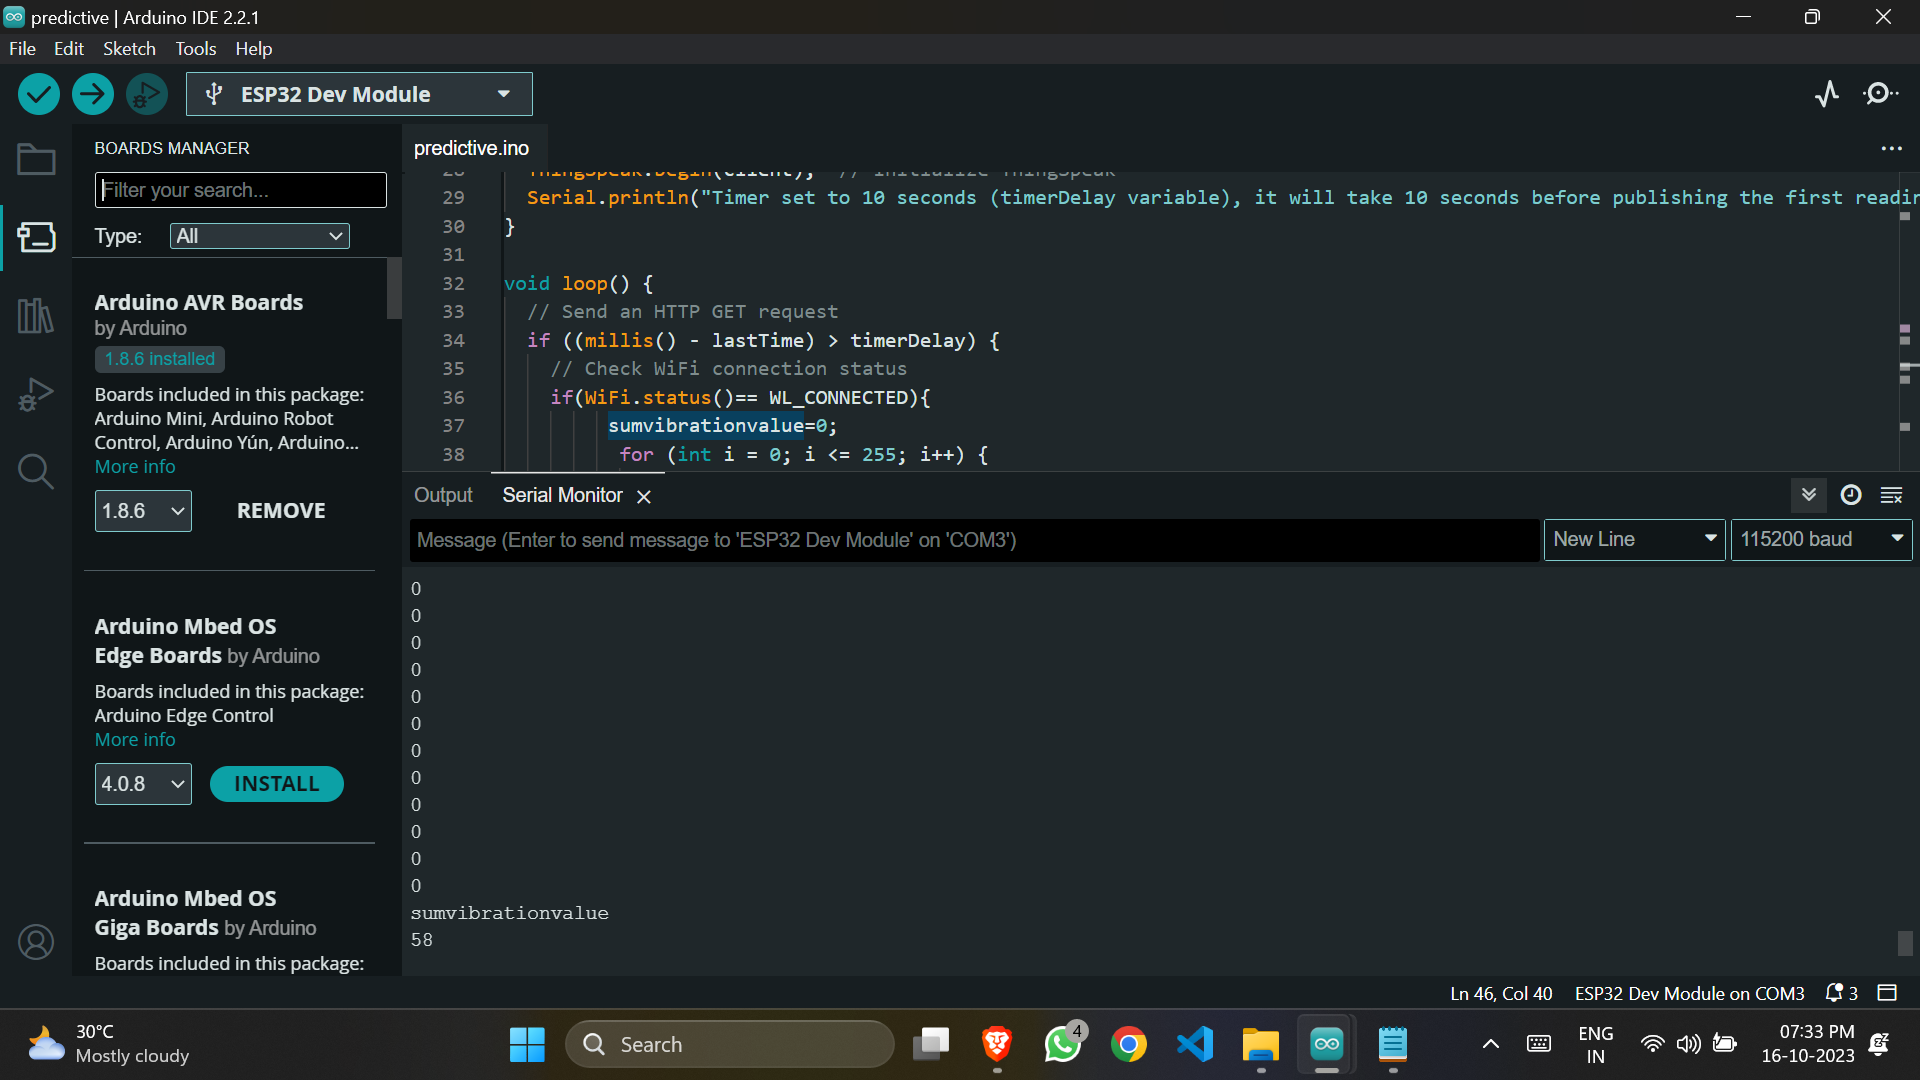 predictive | Arduino IDE 2.2.1
File Edit Sketch Tools Help
ESP32 Dev Module
BOARDS MANAGER
Filter your search...
Type: All
Arduino AVR Boards
by Arduino
1.8.6 installed
Boards included in this package:
Arduino Mini, Arduino Robot
Control, Arduino Yún, Arduino...
More info
1.8.6 REMOVE
Arduino Mbed OS
Edge Boards by Arduino
Boards included in this package:
Arduino Edge Control
More info
4.0.8 INSTALL
Arduino Mbed OS
Giga Boards by Arduino
Boards included in this package:
predictive.ino
28 ThingSpeak.begin(client); // Initialize ThingSpeak
29 Serial.println("Timer set to 10 seconds (timerDelay variable), it will take 10 seconds before publishing the first readin
30 }
31
32 void loop() {
33 // Send an HTTP GET request
34 if ((millis() - lastTime) > timerDelay) {
35 // Check WiFi connection status
36 if(WiFi.status()== WL_CONNECTED){
37 sumvibrationvalue=0;
38 for (int i = 0; i <= 255; i++) {
Output Serial Monitor
Message (Enter to send message to 'ESP32 Dev Module' on 'COM3')
New Line 115200 baud
0
0
0
0
0
0
0
0
0
0
0
0
sumvibrationvalue
58
Ln 46, Col 40 ESP32 Dev Module on COM3 3
30°C
Mostly cloudy
Search
4
ENG
IN
07:33 PM
16-10-2023